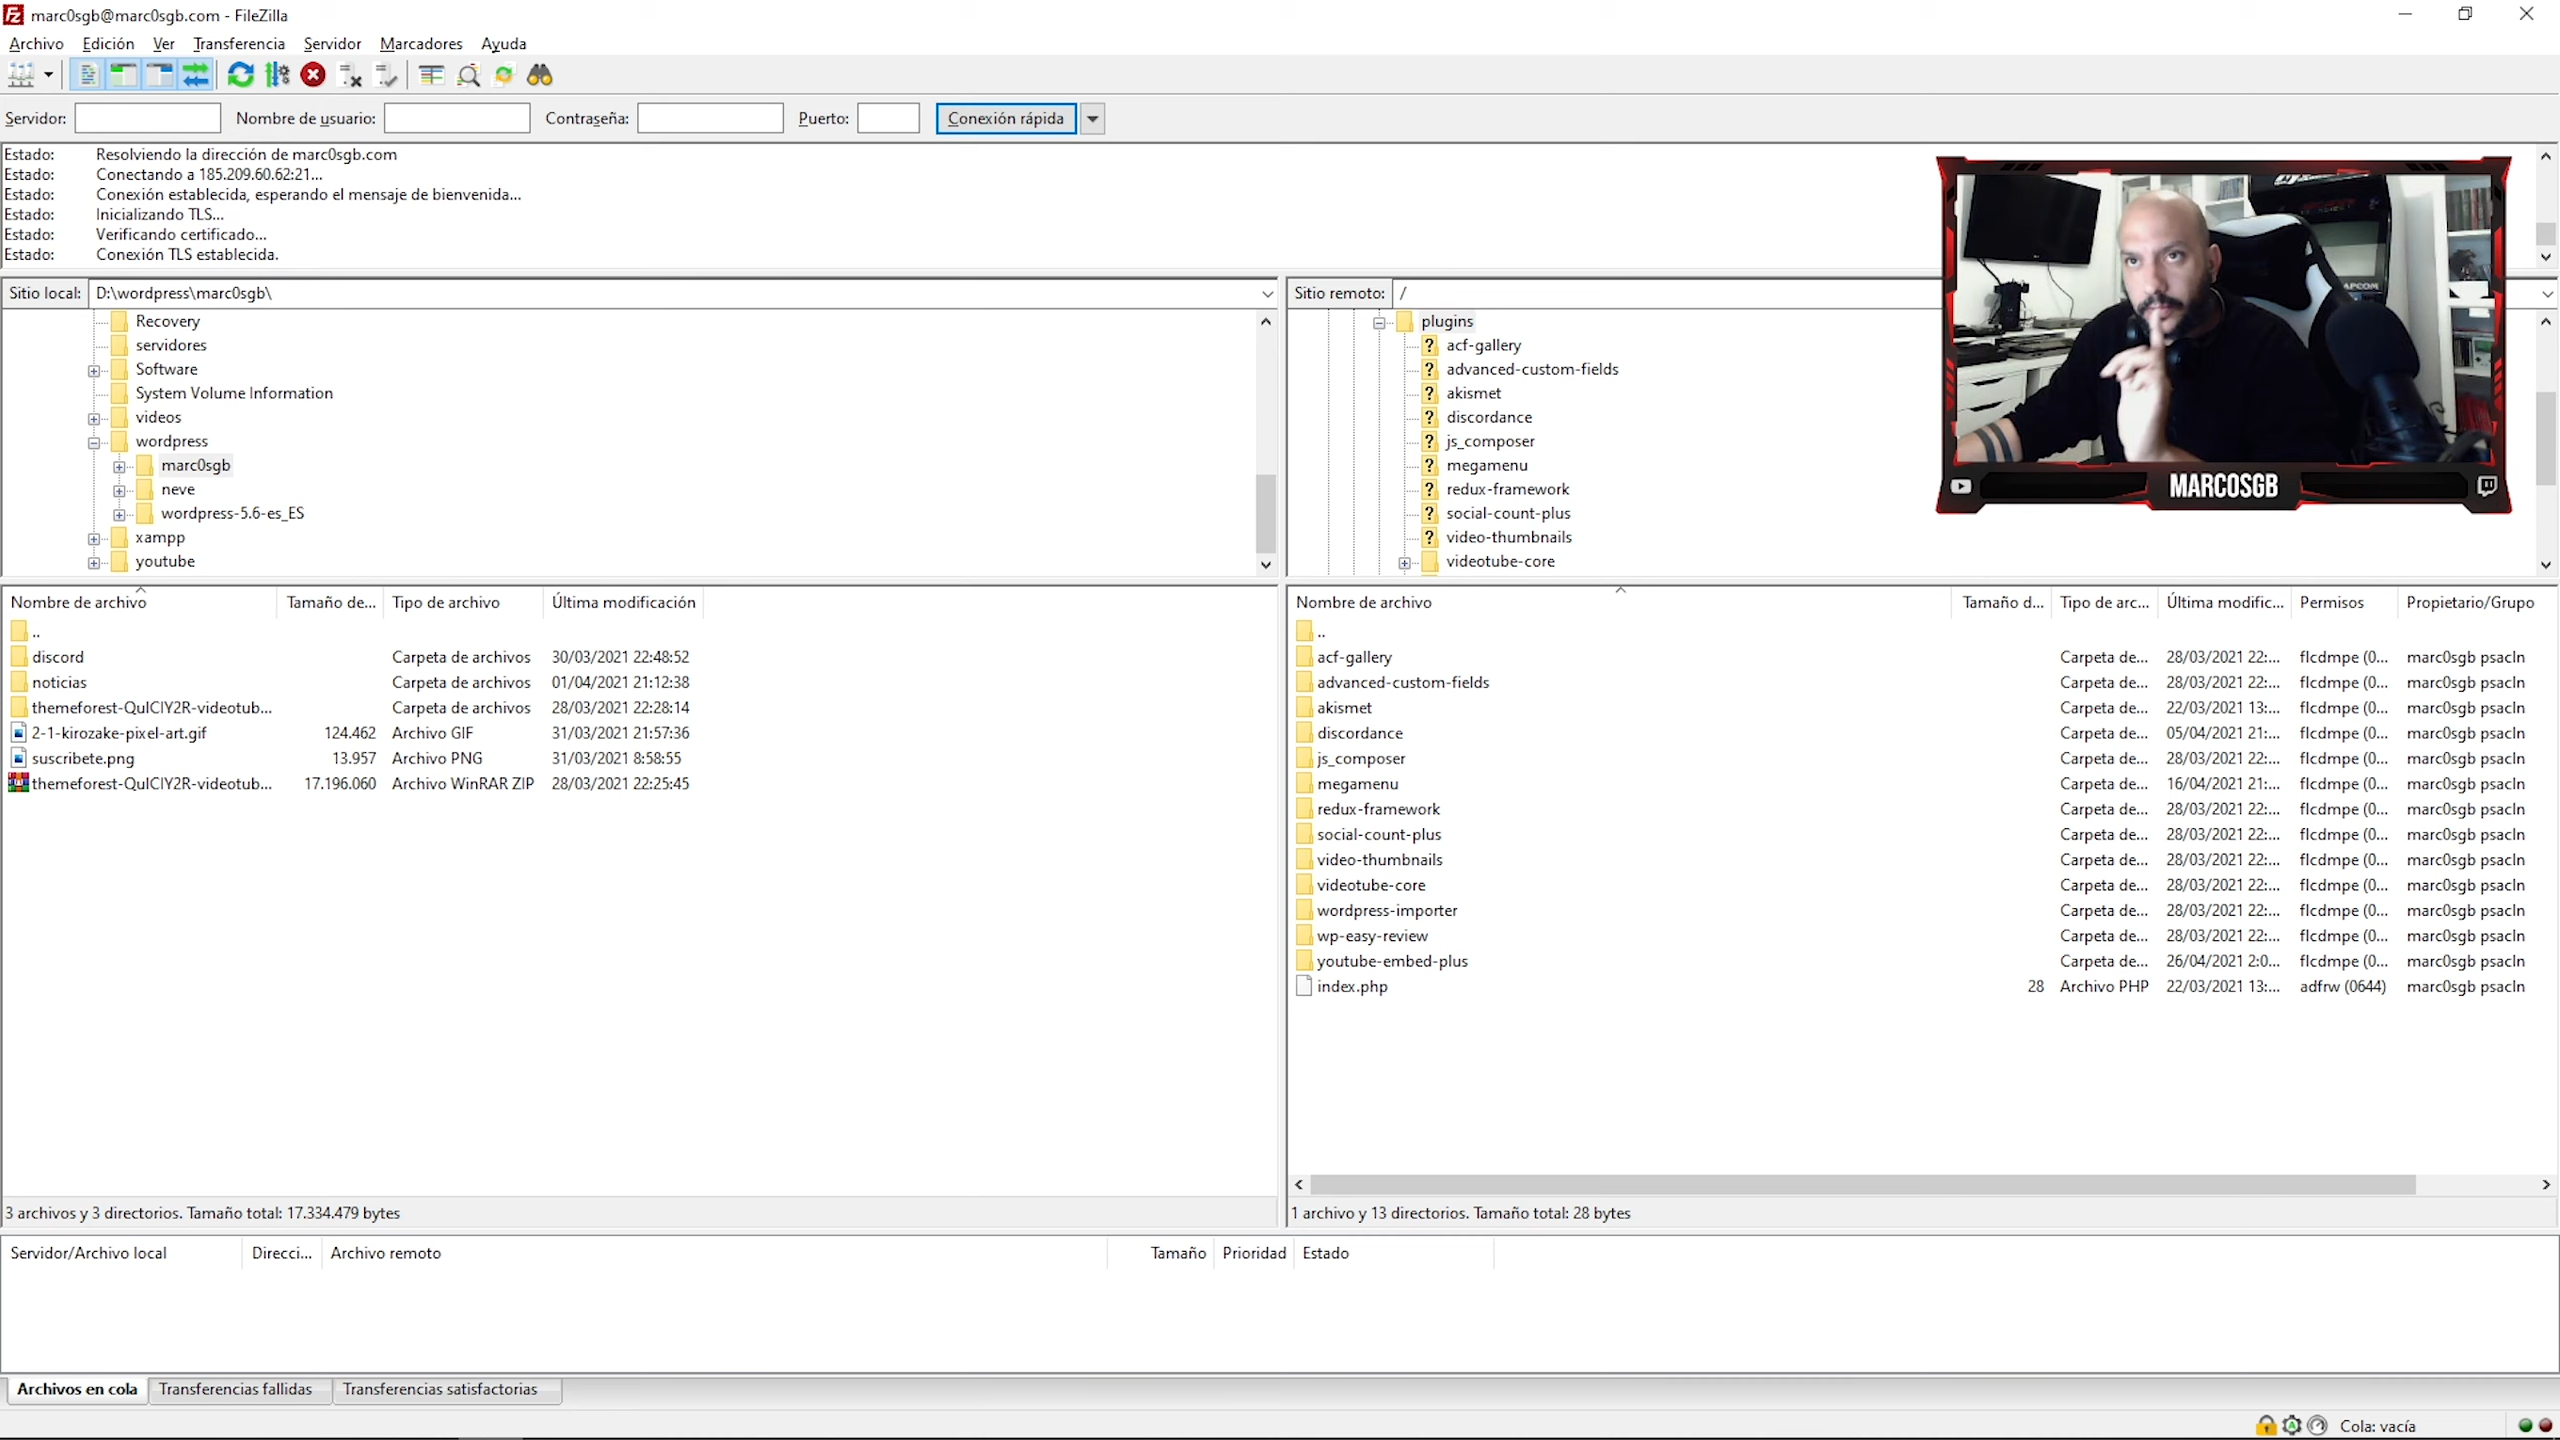 marc0sgb@marc0sgb.com - FileZilla
Archivo Edición Ver Transferencia Servidor Marcadores Ayuda
Servidor: Nombre de usuario: Contraseña: Puerto: Conexión rápida
Estado: Resolviendo la dirección de marc0sgb.com
Estado: Conectando a 185.209.60.62:21...
Estado: Conexión establecida, esperando el mensaje de bienvenida...
Estado: Inicializando TLS...
Estado: Verificando certificado...
Estado: Conexión TLS establecida.
Sitio local: D:\wordpress\marc0sgb\
Recovery
servidores
Software
System Volume Information
videos
wordpress
marc0sgb
neve
wordpress-5.6-es_ES
xampp
youtube
Sitio remoto: /
plugins
acf-gallery
advanced-custom-fields
akismet
discordance
js_composer
megamenu
redux-framework
social-count-plus
video-thumbnails
videotube-core
CAPCOM
MARCOSGB
Nombre de archivo Tamaño de... Tipo de archivo Última modificación
..
discord Carpeta de archivos 30/03/2021 22:48:52
noticias Carpeta de archivos 01/04/2021 21:12:38
themeforest-QuICIY2R-videotub... Carpeta de archivos 28/03/2021 22:28:14
2-1-kirozake-pixel-art.gif 124.462 Archivo GIF 31/03/2021 21:57:36
suscribete.png 13.957 Archivo PNG 31/03/2021 8:58:55
themeforest-QuICIY2R-videotub... 17.196.060 Archivo WinRAR ZIP 28/03/2021 22:25:45
3 archivos y 3 directorios. Tamaño total: 17.334.479 bytes
Nombre de archivo Tamaño d... Tipo de arc... Última modific... Permisos Propietario/Grupo
..
acf-gallery Carpeta de... 28/03/2021 22:... flcdmpe (0... marc0sgb psacln
advanced-custom-fields Carpeta de... 28/03/2021 22:... flcdmpe (0... marc0sgb psacln
akismet Carpeta de... 22/03/2021 13:... flcdmpe (0... marc0sgb psacln
discordance Carpeta de... 05/04/2021 21:... flcdmpe (0... marc0sgb psacln
js_composer Carpeta de... 28/03/2021 22:... flcdmpe (0... marc0sgb psacln
megamenu Carpeta de... 16/04/2021 21:... flcdmpe (0... marc0sgb psacln
redux-framework Carpeta de... 28/03/2021 22:... flcdmpe (0... marc0sgb psacln
social-count-plus Carpeta de... 28/03/2021 22:... flcdmpe (0... marc0sgb psacln
video-thumbnails Carpeta de... 28/03/2021 22:... flcdmpe (0... marc0sgb psacln
videotube-core Carpeta de... 28/03/2021 22:... flcdmpe (0... marc0sgb psacln
wordpress-importer Carpeta de... 28/03/2021 22:... flcdmpe (0... marc0sgb psacln
wp-easy-review Carpeta de... 28/03/2021 22:... flcdmpe (0... marc0sgb psacln
youtube-embed-plus Carpeta de... 26/04/2021 2:0... flcdmpe (0... marc0sgb psacln
index.php 28 Archivo PHP 22/03/2021 13:... adfrw (0644) marc0sgb psacln
1 archivo y 13 directorios. Tamaño total: 28 bytes
Servidor/Archivo local Direcci... Archivo remoto Tamaño Prioridad Estado
Archivos en cola Transferencias fallidas Transferencias satisfactorias
Cola: vacía